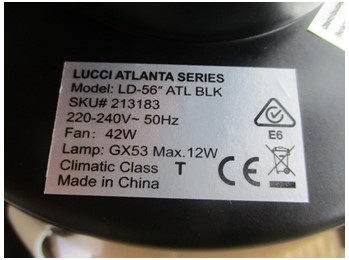 LUCCI ATLANTA SERIES
Model: LD-56" ATL BLK
SKU# 213183
220-240V~ 50Hz
Fan: 42W
Lamp: GX53 Max.12W
Climatic Class T
Made in China
E6
CE